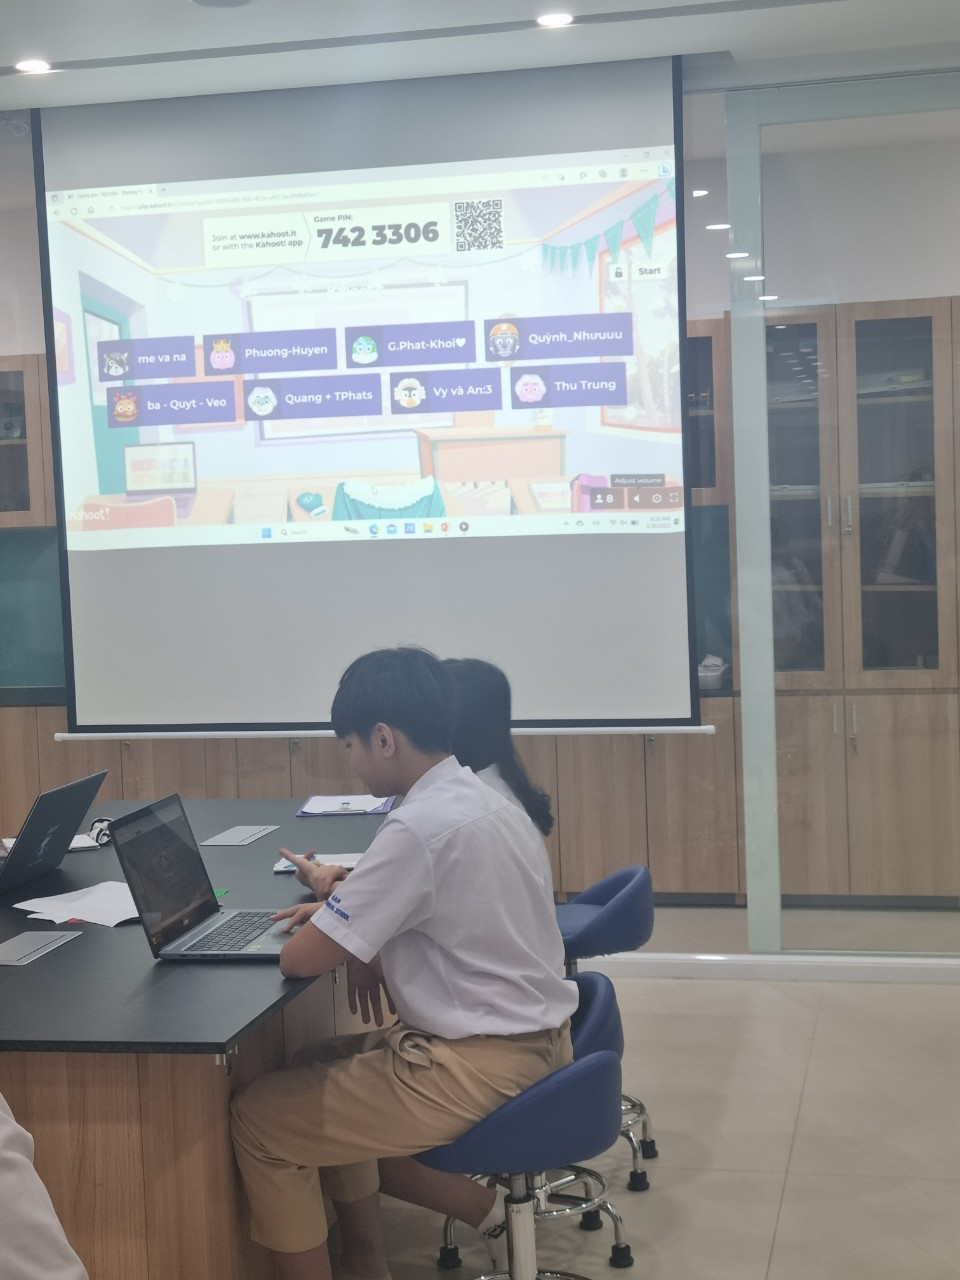 Join at www.kahoot.it
or with the Kahoot! app
Game PIN:
742 3306
Start
me va na
Phuong-Huyen
G.Phat-Khoi♥
Quỳnh_Nhưuuu
ba - Quyt - Veo
Quang + TPhats
Vy và An:3
Thu Trung
Adjust volume
8
Kahoot!
Search
SCHOOL